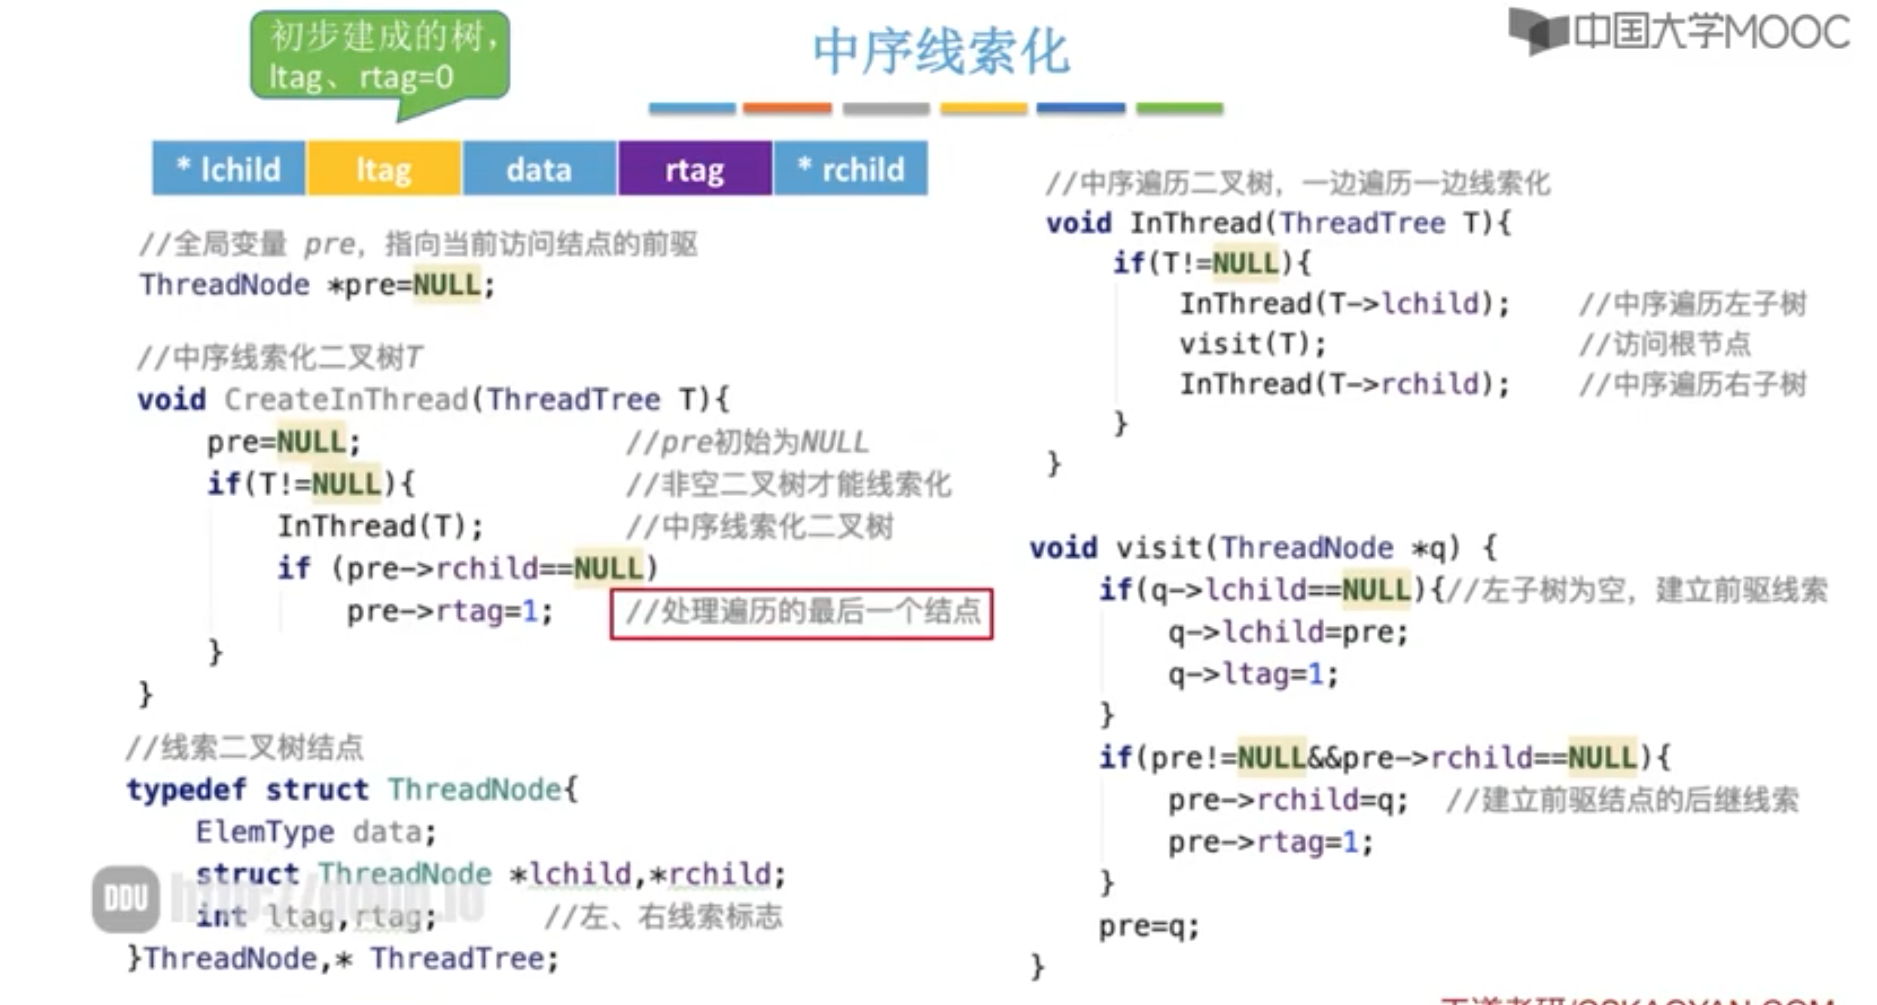 初步建成的树，
ltag、rtag=0
中序线索化
中国大学MOOC
* lchild ltag data rtag * rchild
//全局变量 pre，指向当前访问结点的前驱
ThreadNode *pre=NULL;
//中序线索化二叉树T
void CreateInThread(ThreadTree T){
pre=NULL; //pre初始为NULL
if(T!=NULL){ //非空二叉树才能线索化
InThread(T); //中序线索化二叉树
if (pre->rchild==NULL)
pre->rtag=1; //处理遍历的最后一个结点
}
}
//线索二叉树结点
typedef struct ThreadNode{
ElemType data;
struct ThreadNode *lchild,*rchild;
int ltag,rtag; //左、右线索标志
}ThreadNode,* ThreadTree;
DDU
//中序遍历二叉树，一边遍历一边线索化
void InThread(ThreadTree T){
if(T!=NULL){
InThread(T->lchild); //中序遍历左子树
visit(T); //访问根节点
InThread(T->rchild); //中序遍历右子树
}
}
void visit(ThreadNode *q) {
if(q->lchild==NULL){//左子树为空，建立前驱线索
q->lchild=pre;
q->ltag=1;
}
if(pre!=NULL&&pre->rchild==NULL){
pre->rchild=q; //建立前驱结点的后继线索
pre->rtag=1;
}
pre=q;
}